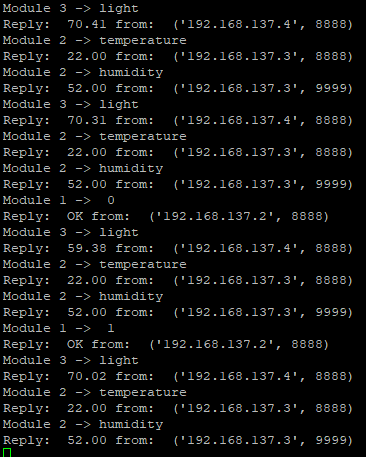 Module 3 -> light
Reply:  70.41 from:  ('192.168.137.4', 8888)
Module 2 -> temperature
Reply:  22.00 from:  ('192.168.137.3', 8888)
Module 2 -> humidity
Reply:  52.00 from:  ('192.168.137.3', 9999)
Module 3 -> light
Reply:  70.31 from:  ('192.168.137.4', 8888)
Module 2 -> temperature
Reply:  22.00 from:  ('192.168.137.3', 8888)
Module 2 -> humidity
Reply:  52.00 from:  ('192.168.137.3', 9999)
Module 1 ->  0
Reply:  OK from:  ('192.168.137.2', 8888)
Module 3 -> light
Reply:  59.38 from:  ('192.168.137.4', 8888)
Module 2 -> temperature
Reply:  22.00 from:  ('192.168.137.3', 8888)
Module 2 -> humidity
Reply:  52.00 from:  ('192.168.137.3', 9999)
Module 1 ->  1
Reply:  OK from:  ('192.168.137.2', 8888)
Module 3 -> light
Reply:  70.02 from:  ('192.168.137.4', 8888)
Module 2 -> temperature
Reply:  22.00 from:  ('192.168.137.3', 8888)
Module 2 -> humidity
Reply:  52.00 from:  ('192.168.137.3', 9999)